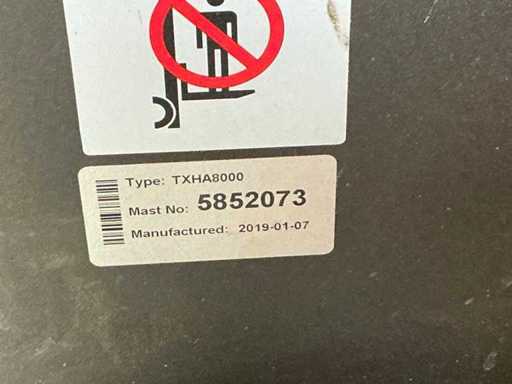 Type: TXHA8000
Mast No: 5852073
Manufactured: 2019-01-07